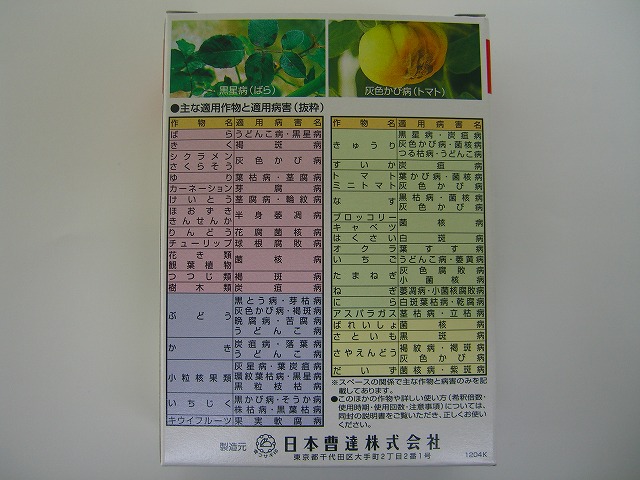 黒星病(ばら)
灰色かび病(トマト)
●主な適用作物と適用病害(抜粋)
作物名 適用病害名
ばら うどんこ病・黒星病
きく 褐斑病
シクラメン
さくらそう 灰色かび病
ゆり 葉枯病・茎腐病
カーネーション 芽腐病
けいとう 茎腐病・輪紋病
ほおずき
きんせんか 半身萎凋病
りんどう 花腐菌核病
チューリップ 球根腐敗病
花き類
観葉植物 菌核病
つつじ類 褐斑病
樹木類 炭疽病
ぶどう 黒とう病・芽枯病
灰色かび病・褐斑病
晩腐病・苦腐病
うどんこ病
かき 炭疽病・落葉病
うどんこ病
小粒核果類 灰星病・葉炭疽病
環紋葉枯病・黒星病
黒粒枝枯病
いちじく 黒かび病・そうか病
株枯病・黒葉枯病
キウイフルーツ 果実軟腐病
作物名 適用病害名
きゅうり 黒星病・炭疽病
灰色かび病・菌核病
つる枯病・うどんこ病
すいか 炭疽病
トマト
ミニトマト 葉かび病・菌核病
灰色かび病
なす 黒枯病・菌核病
灰色かび病
ブロッコリー
キャベツ 菌核病
はくさい 白斑病
オクラ 葉すす病
いちご うどんこ病・萎黄病
たまねぎ 灰色腐敗病
小菌核病
ねぎ 萎凋病・小菌核腐敗病
にら 白斑葉枯病・乾腐病
アスパラガス 茎枯病・立枯病
ばれいしょ 菌核病
さといも 黒斑病
さやえんどう 褐紋病・褐斑病
灰色かび病
だいず 菌核病・紫斑病
※スペースの関係で主な作物と病害のみを記
載してあります。
●このほかの作物や詳しい使い方(希釈倍数・
使用時期・使用回数・注意事項)については、
同封の説明書をご覧いただき、正しくお使い
ください。
製造元 日本曹達株式会社
東京都千代田区大手町2丁目2番1号
1204K